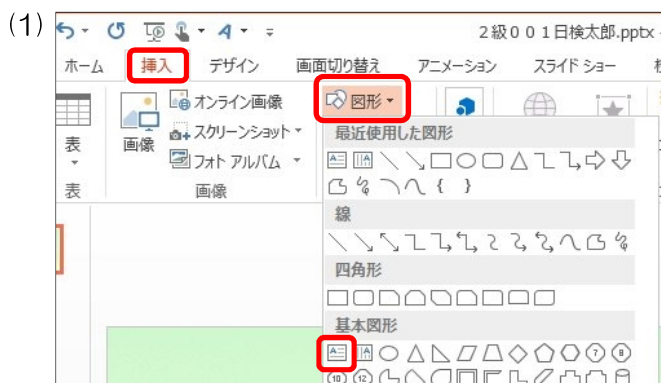 (1)
2級001日検太郎.pptx -
ホーム 挿入 デザイン 画面切り替え アニメーション スライド ショー
表
表
画像
オンライン画像
スクリーンショット
フォト アルバム
画像
図形
最近使用した図形
線
四角形
基本図形